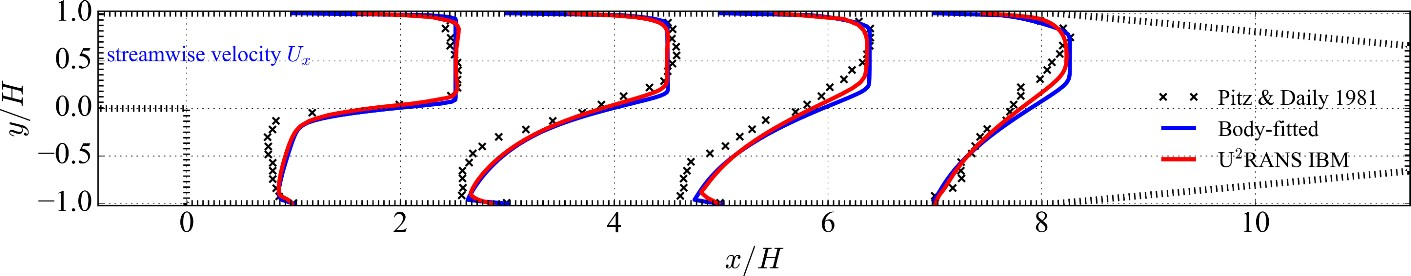 1.0
0.5
0.0
−0.5
−1.0
y/H
streamwise velocity Uₓ
Pitz & Daily 1981
Body-fitted
U²RANS IBM
0 2 4 6 8 10
x/H